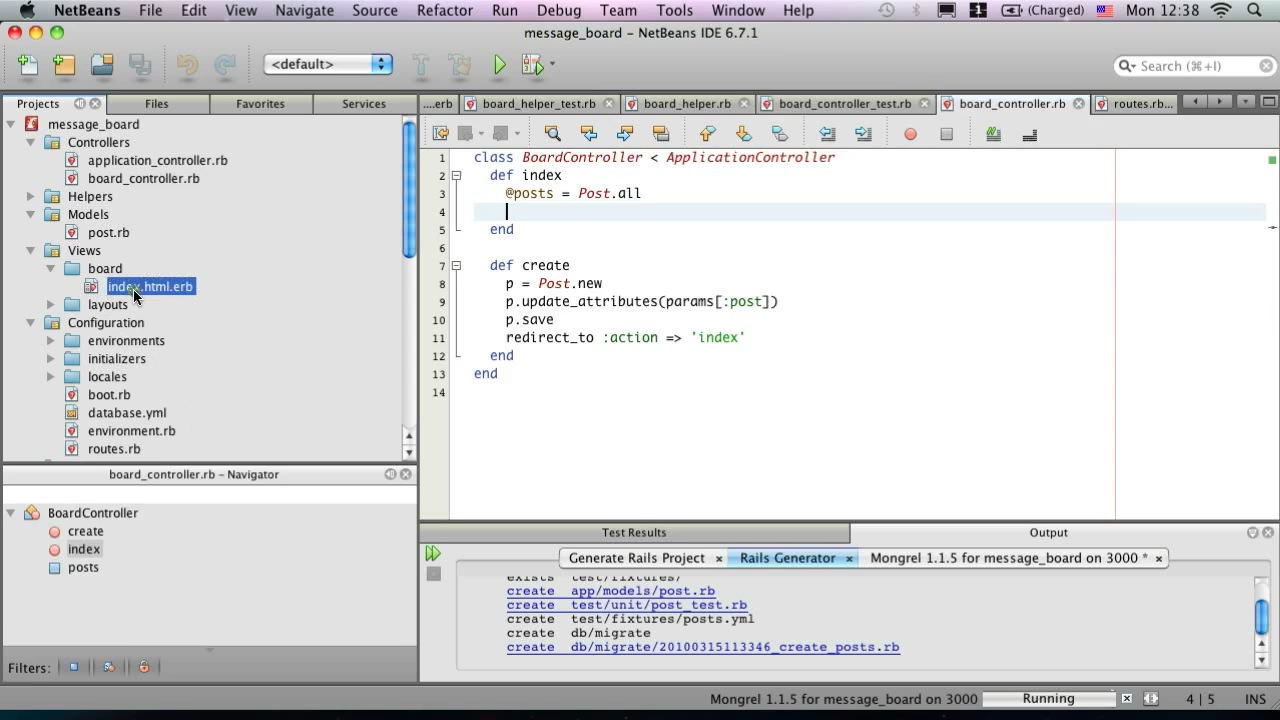 NetBeans File Edit View Navigate Source Refactor Run Debug Team Tools Window Help (Charged) Mon 12:38
message_board – NetBeans IDE 6.7.1
<default> Search (⌘+I)
Projects Files Favorites Services
...erb board_helper_test.rb board_helper.rb board_controller_test.rb board_controller.rb routes.rb...
message_board
Controllers
application_controller.rb
board_controller.rb
Helpers
Models
post.rb
Views
board
index.html.erb
layouts
Configuration
environments
initializers
locales
boot.rb
database.yml
environment.rb
routes.rb
1 class BoardController < ApplicationController
2 def index
3 @posts = Post.all
4
5 end
6
7 def create
8 p = Post.new
9 p.update_attributes(params[:post])
10 p.save
11 redirect_to :action => 'index'
12 end
13 end
14
board_controller.rb – Navigator
BoardController
create
index
posts
Filters:
Test Results Output
Generate Rails Project Rails Generator Mongrel 1.1.5 for message_board on 3000 *
exists test/fixtures/
create app/models/post.rb
create test/unit/post_test.rb
create test/fixtures/posts.yml
create db/migrate
create db/migrate/20100315113346_create_posts.rb
Mongrel 1.1.5 for message_board on 3000 Running 4 | 5 INS